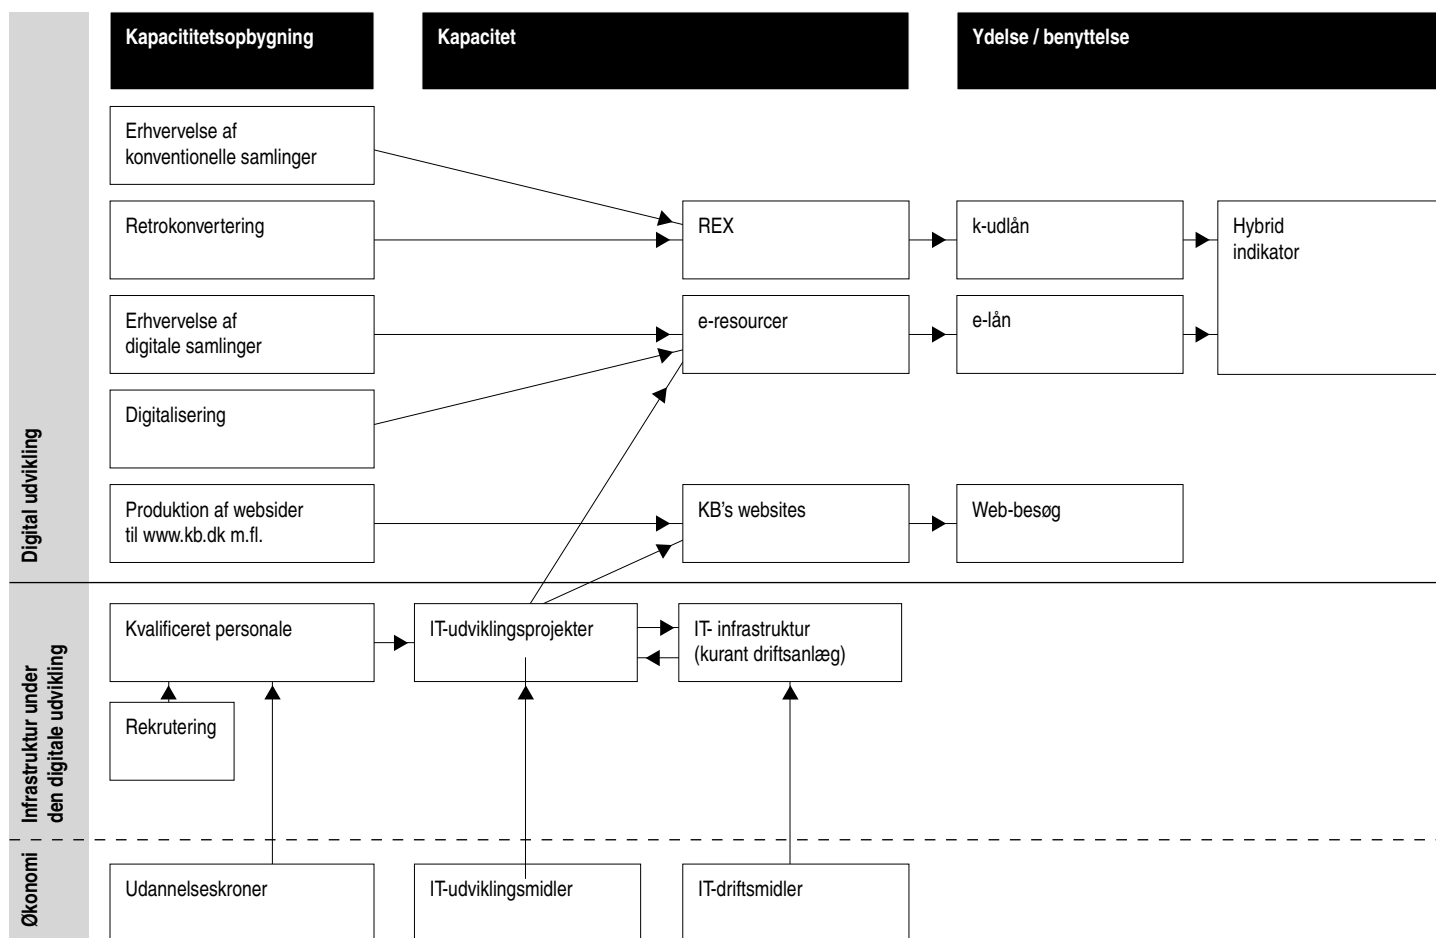 Kapacititetsopbygning
Kapacitet
Ydelse / benyttelse
Digital udvikling
Erhvervelse af
konventionelle samlinger
Retrokonvertering
REX
k-udlån
Hybrid
indikator
Erhvervelse af
digitale samlinger
e-resourcer
e-lån
Digitalisering
Produktion af websider
til www.kb.dk m.fl.
KB's websites
Web-besøg
Infrastruktur under
den digitale udvikling
Kvalificeret personale
IT-udviklingsprojekter
IT- infrastruktur
(kurant driftsanlæg)
Rekrutering
Økonomi
Udannelseskroner
IT-udviklingsmidler
IT-driftsmidler